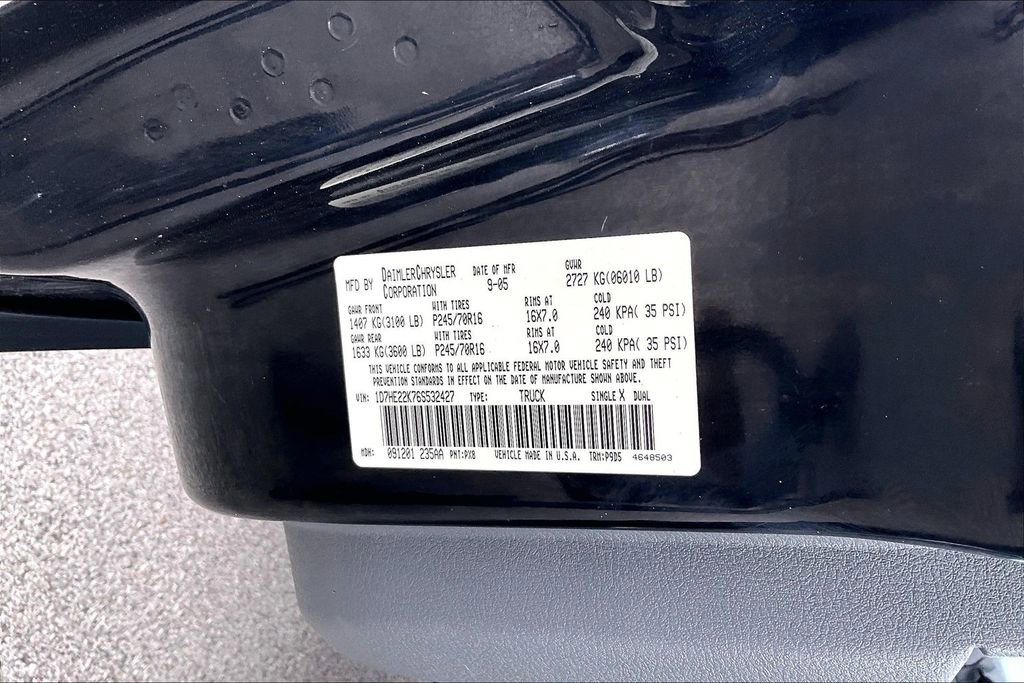 MFD BY DAIMLERCHRYSLER CORPORATION DATE OF MFR 9-05 GVWR 2727 KG(06010 LB)
GAWR FRONT WITH TIRES RIMS AT COLD
1407 KG(3100 LB) P245/70R16 16X7.0 240 KPA( 35 PSI)
GAWR REAR WITH TIRES RIMS AT COLD
1633 KG(3600 LB) P245/70R16 16X7.0 240 KPA( 35 PSI)
THIS VEHICLE CONFORMS TO ALL APPLICABLE FEDERAL MOTOR VEHICLE SAFETY AND THEFT
PREVENTION STANDARDS IN EFFECT ON THE DATE OF MANUFACTURE SHOWN ABOVE.
VIN: 1D7HE22K76S532427 TYPE: TRUCK SINGLE X DUAL
MDH: 091201 235AA PNT:PX8 VEHICLE MADE IN U.S.A. TRM:P9D5 4648503